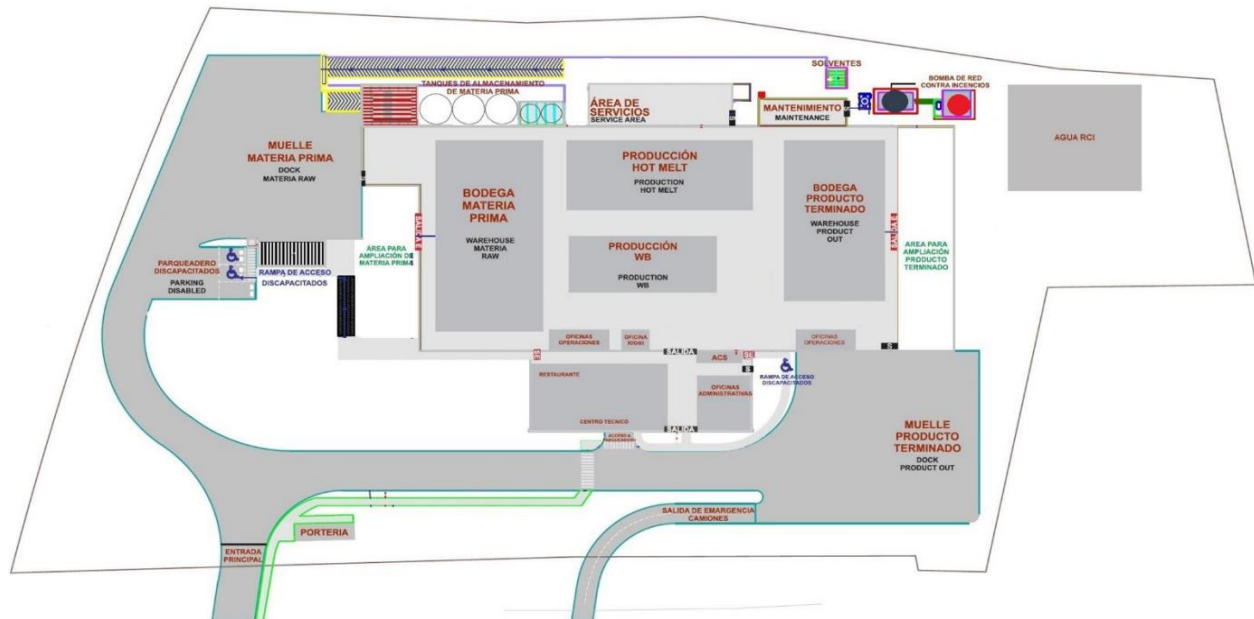 SOLVENTES
BOMBA DE RED
CONTRA INCENCIOS
TANQUES DE ALMACENAMIENTO
DE MATERIA PRIMA
ÁREA DE
SERVICIOS
SERVICE AREA
MANTENIMIENTO
MAINTENANCE
AGUA RCI
MUELLE
MATERIA PRIMA
DOCK
MATERIA RAW
PRODUCCIÓN
HOT MELT
PRODUCTION
HOT MELT
BODEGA
MATERIA
PRIMA
WAREHOUSE
MATERIA
RAW
BODEGA
PRODUCTO
TERMINADO
WAREHOUSE
PRODUCT
OUT
SALIDA E
ÁREA PARA
AMPLIACIÓN DE
MATERIA PRIMA
PRODUCCIÓN
WB
PRODUCTION
WB
SALIDA E
AREA PARA
AMPLIACIÓN
PRODUCTO
TERMINADO
PARQUEADERO
DISCAPACITADOS
PARKING
DISABLED
RAMPA DE ACCESO
DISCAPACITADOS
OFICINAS
OPERACIONES
OFICINA
SALIDA
OFICINAS
OPERACIONES
S
SE
ACS
SE
S
RESTAURANTE
OFICINAS
ADMINISTRATIVAS
RAMPA DE ACCESO
DISCAPACITADOS
CENTRO TECNICO
SALIDA
MUELLE
PRODUCTO
TERMINADO
DOCK
PRODUCT OUT
SALIDA DE EMERGENCIA
CAMIONES
PORTERIA
ENTRADA
PRINCIPAL